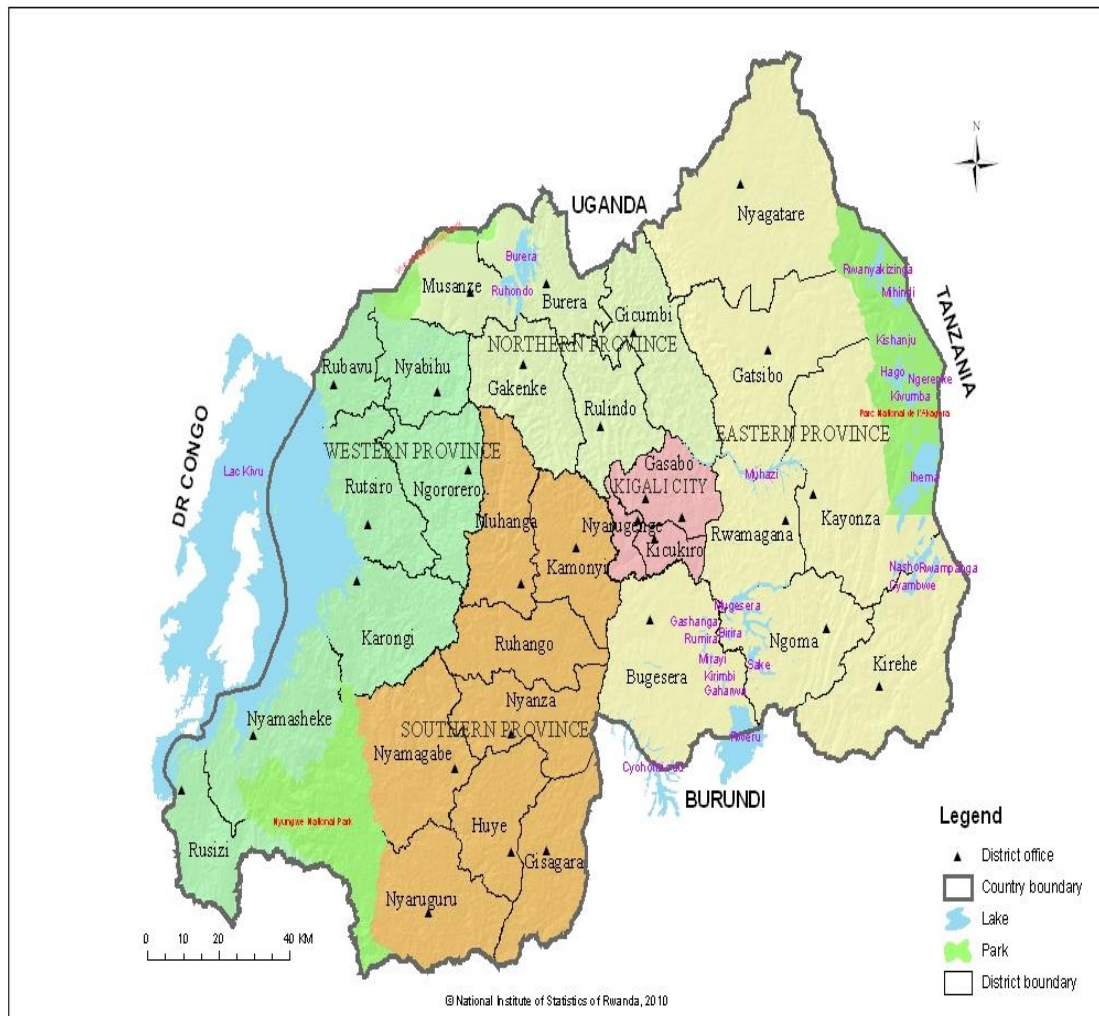 N
UGANDA
Nyagatare
Burera
Rwanyakizinga
Musanze
Ruhondo
Burera
Mihindi
Gicumbi
TANZANIA
NORTHERN PROVINCE
Kishanju
Rubavu
Nyabihu
Gakenke
Gatsibo
Hago
Ngerenke
Kivumba
Parc National de l'Akagera
DR CONGO
Rulindo
EASTERN PROVINCE
WESTERN PROVINCE
Gasabo
Lac Kivu
Muhazi
Ihema
Rutsiro
Ngororero
KIGALI CITY
Muhanga
Nyarugenge
Kayonza
Rwamagana
Kicukiro
Kamonyi
Nasho
Rwampanga
Cyambwe
Mugesera
Gashanga
Birira
Rumira
Ngoma
Karongi
Ruhango
Mirayi
Sake
Kirehe
Bugesera
Kirimbi
Gaharwa
Nyanza
Nyamasheke
SOUTHERN PROVINCE
Rweru
Nyamagabe
BURUNDI
Nyungwe National Park
Huye
Rusizi
Gisagara
Nyaruguru
Legend
District office
Country boundary
Lake
Park
District boundary
0 10 20 40 KM
© National Institute of Statistics of Rwanda, 2010